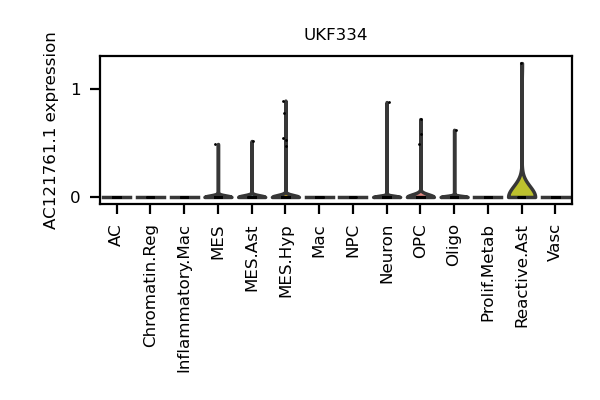 UKF334
AC121761.1 expression
1
0
AC
Chromatin.Reg
Inflammatory.Mac
MES
MES.Ast
MES.Hyp
Mac
NPC
Neuron
OPC
Oligo
Prolif.Metab
Reactive.Ast
Vasc